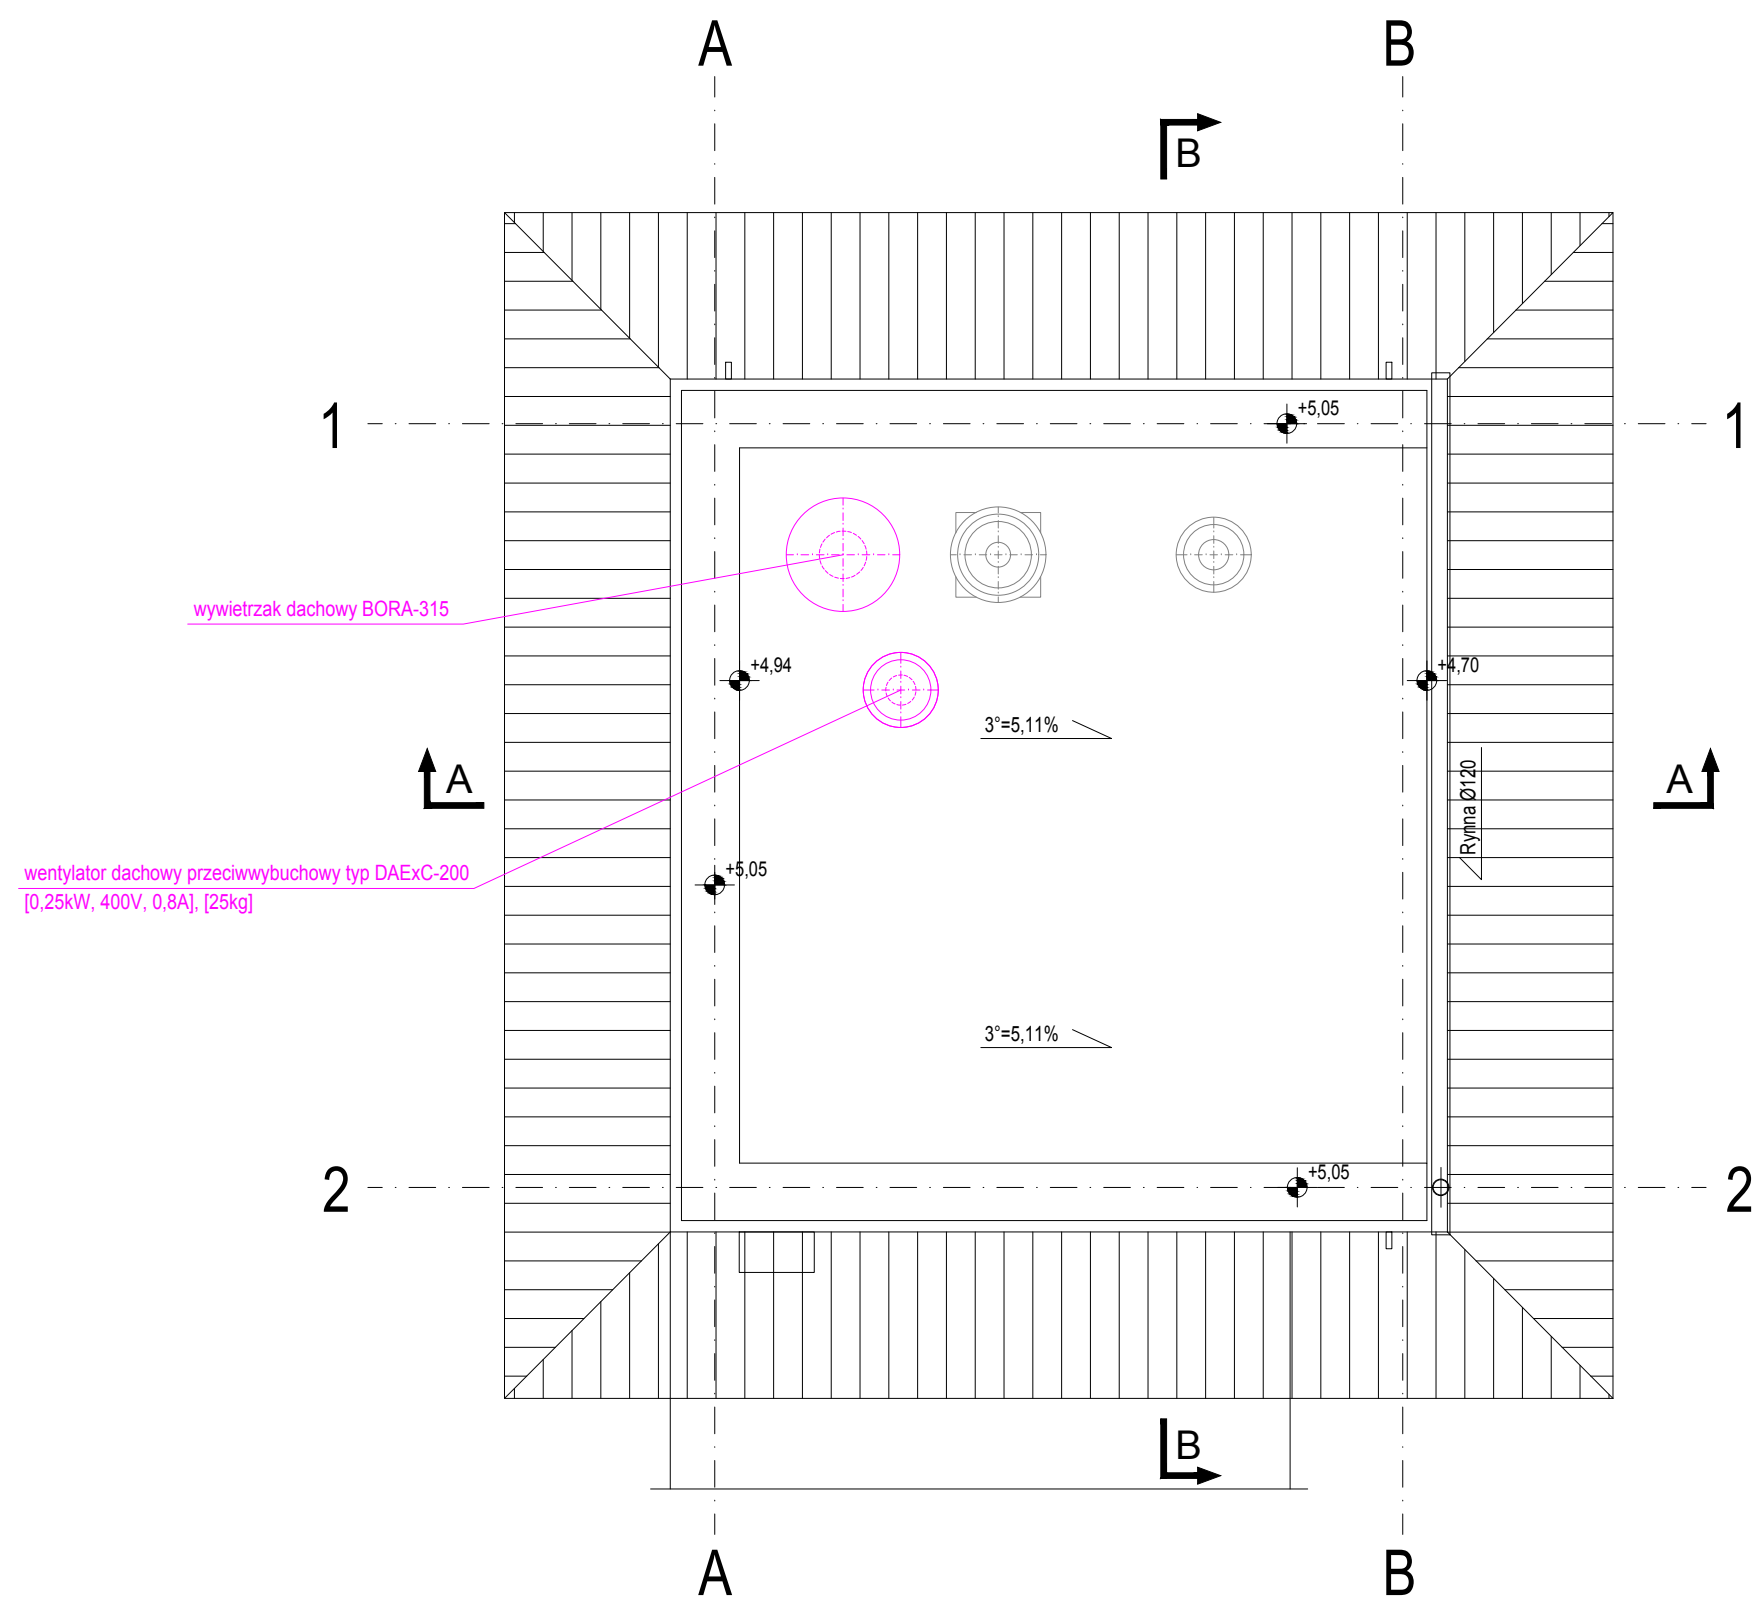 A
B
B
1
+5,05
1
wywietrzak dachowy BORA-315
+4,94
+4,70
3°=5,11%
A
A
Rynna Ø120
wentylator dachowy przeciwwybuchowy typ DAExC-200
[0,25kW, 400V, 0,8A], [25kg]
+5,05
3°=5,11%
2
+5,05
2
B
A
B